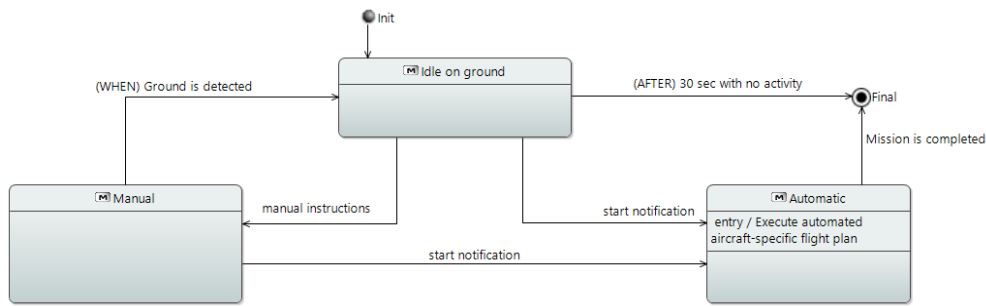 Init
M Idle on ground
(WHEN) Ground is detected
(AFTER) 30 sec with no activity
Final
Mission is completed
M Manual
manual instructions
start notification
M Automatic
entry / Execute automated
aircraft-specific flight plan
start notification